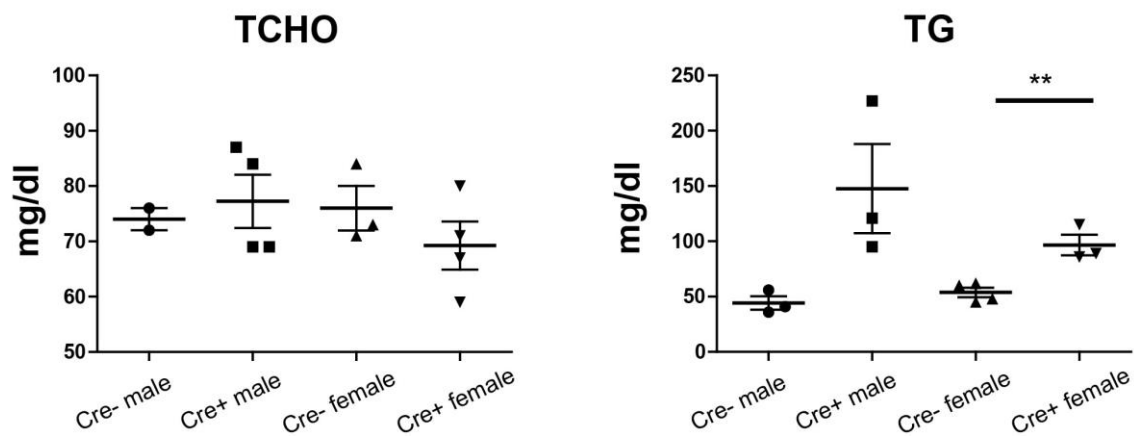 TCHO
mg/dl
100
90
80
70
60
50
Cre- male
Cre+ male
Cre- female
Cre+ female
TG
mg/dl
250
200
150
100
50
0
**
Cre- male
Cre+ male
Cre- female
Cre+ female